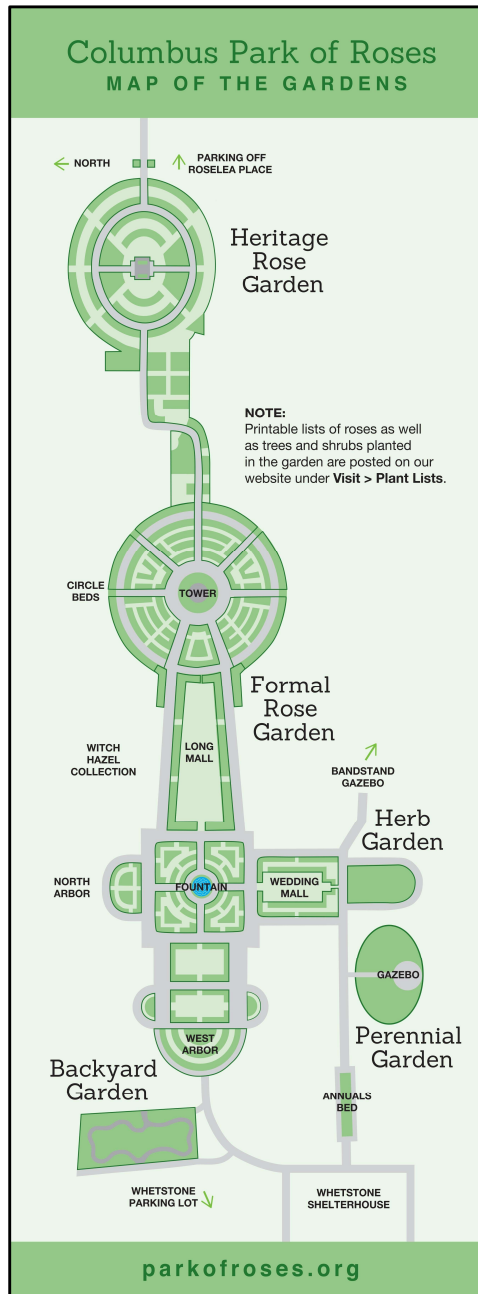 Columbus Park of Roses
MAP OF THE GARDENS
NORTH
PARKING OFF
ROSELEA PLACE
Heritage
Rose
Garden
NOTE:
Printable lists of roses as well
as trees and shrubs planted
in the garden are posted on our
website under Visit > Plant Lists.
CIRCLE
BEDS
TOWER
Formal
Rose
Garden
WITCH
HAZEL
COLLECTION
LONG
MALL
BANDSTAND
GAZEBO
Herb
Garden
NORTH
ARBOR
FOUNTAIN
WEDDING
MALL
GAZEBO
Perennial
Garden
WEST
ARBOR
Backyard
Garden
ANNUALS
BED
WHETSTONE
PARKING LOT
WHETSTONE
SHELTERHOUSE
parkofroses.org